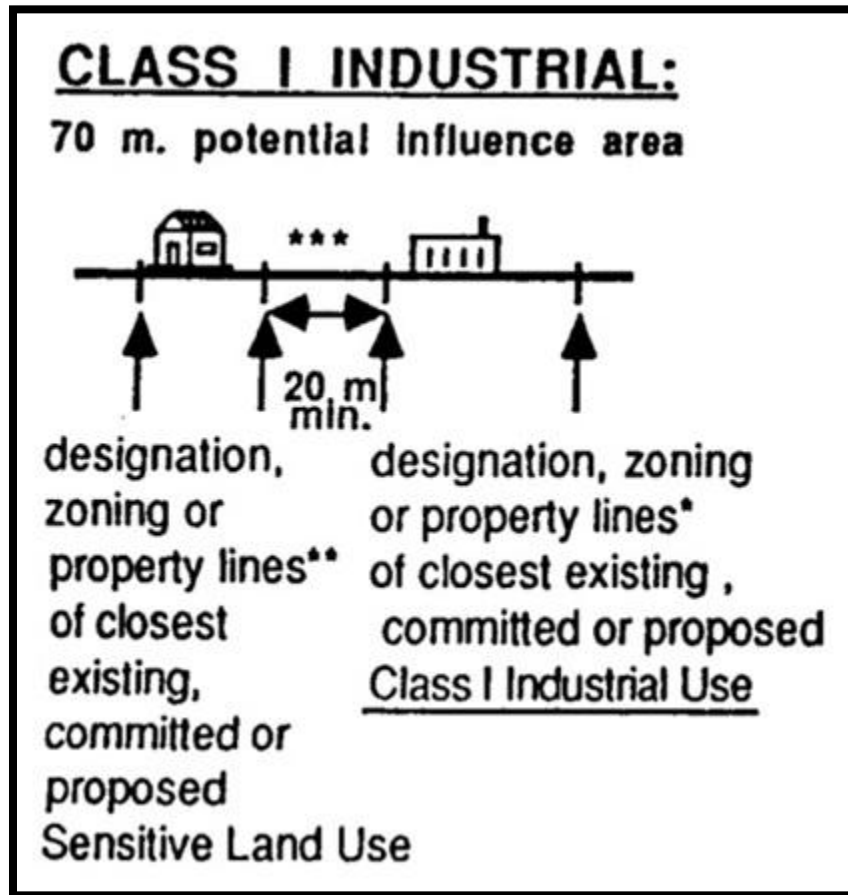 CLASS I INDUSTRIAL:
70 m. potential influence area
***
20 m
min.
designation,
zoning or
property lines**
of closest
existing,
committed or
proposed
Sensitive Land Use
designation, zoning
or property lines*
of closest existing ,
committed or proposed
Class I Industrial Use